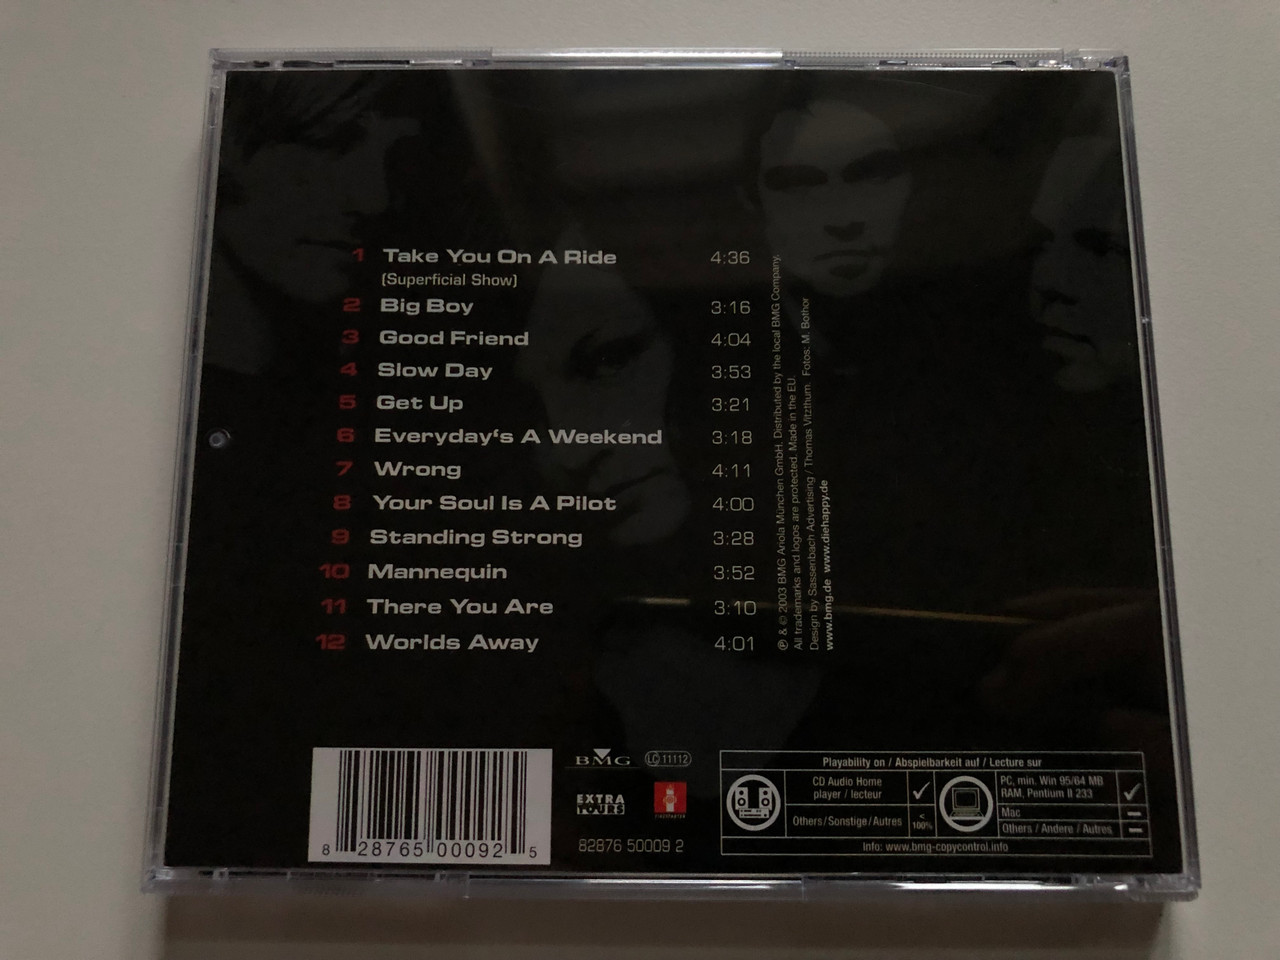 1 Take You On A Ride 4:36
(Superficial Show)
2 Big Boy 3:16
3 Good Friend 4:04
4 Slow Day 3:53
5 Get Up 3:21
6 Everyday‘s A Weekend 3:18
7 Wrong 4:11
8 Your Soul Is A Pilot 4:00
9 Standing Strong 3:28
10 Mannequin 3:52
11 There You Are 3:10
12 Worlds Away 4:01
℗ & © 2003 BMG Ariola München GmbH. Distributed by the local BMG Company.
All trademarks and logos are protected. Made in the EU.
Design by Sassenbach Advertising / Thomas Vitzthum. Fotos: M. Bothor
www.bmg.de www.diehappy.de
8 28765 00092 5
BMG LC 11112
EXTRA
TOURS
82876 50009 2
Playability on / Abspielbarkeit auf / Lecture sur
CD Audio Home
player / lecteur
Others/Sonstige/Autres < 100%
PC, min. Win 95/64 MB
RAM, Pentium II 233
Mac
Others / Andere / Autres
Info: www.bmg-copycontrol.info